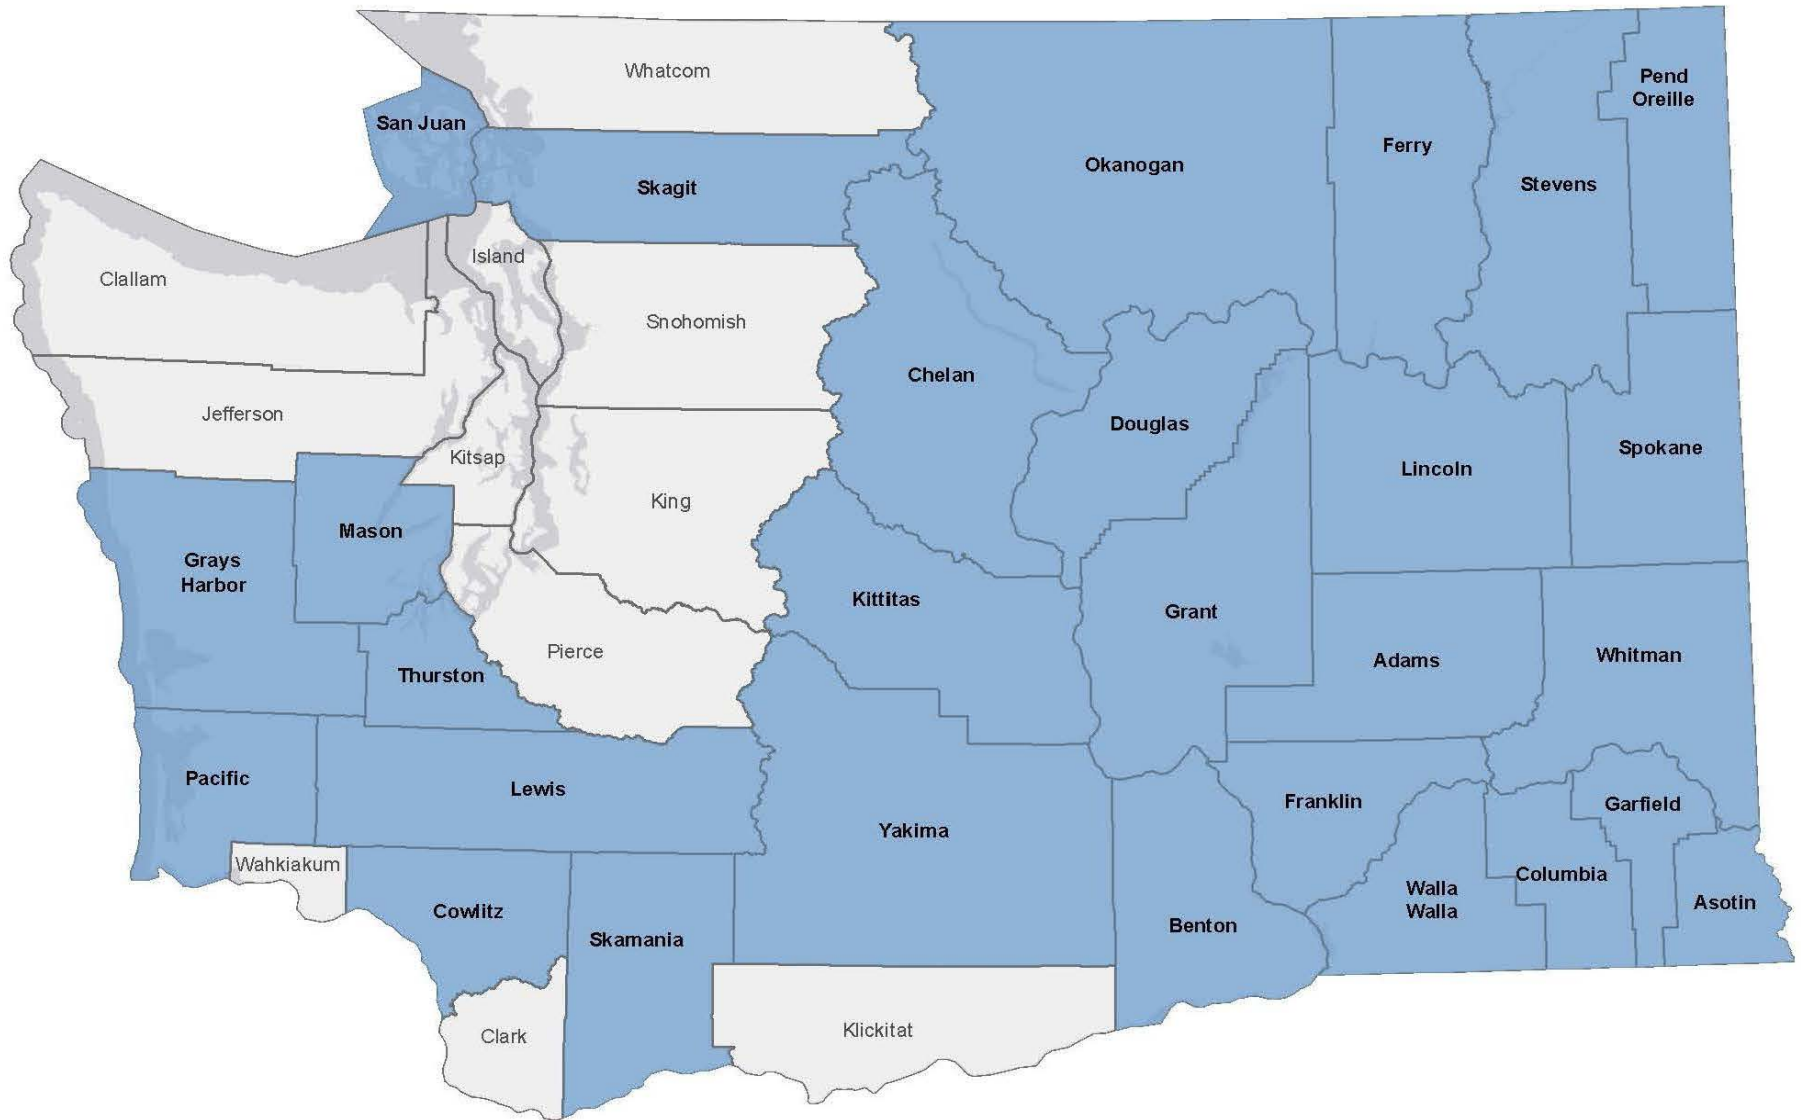 Whatcom
Pend
Oreille
San Juan
Ferry
Okanogan
Stevens
Skagit
Island
Clallam
Snohomish
Chelan
Jefferson
Douglas
Spokane
Kitsap
Lincoln
King
Mason
Grays
Harbor
Kittitas
Grant
Pierce
Whitman
Adams
Thurston
Pacific
Lewis
Franklin
Garfield
Yakima
Wahkiakum
Columbia
Walla
Walla
Asotin
Cowlitz
Benton
Skamania
Klickitat
Clark